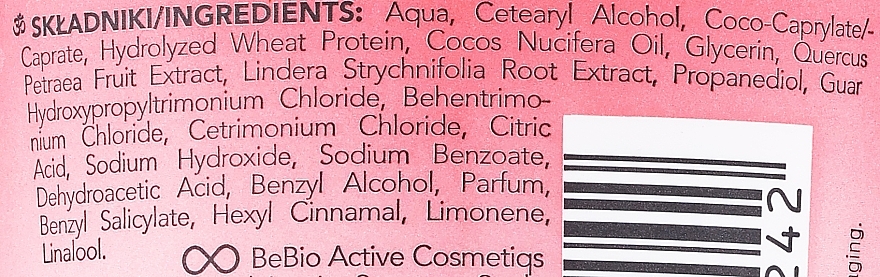 🕉 SKŁADNIKI/INGREDIENTS: Aqua, Cetearyl Alcohol, Coco-Caprylate/-
Caprate, Hydrolyzed Wheat Protein, Cocos Nucifera Oil, Glycerin, Quercus
Petraea Fruit Extract, Lindera Strychnifolia Root Extract, Propanediol, Guar
Hydroxypropyltrimonium Chloride, Behentrimo-
nium Chloride, Cetrimonium Chloride, Citric
Acid, Sodium Hydroxide, Sodium Benzoate,
Dehydroacetic Acid, Benzyl Alcohol, Parfum,
Benzyl Salicylate, Hexyl Cinnamal, Limonene,
Linalool.
BeBio Active Cosmetiqs
242